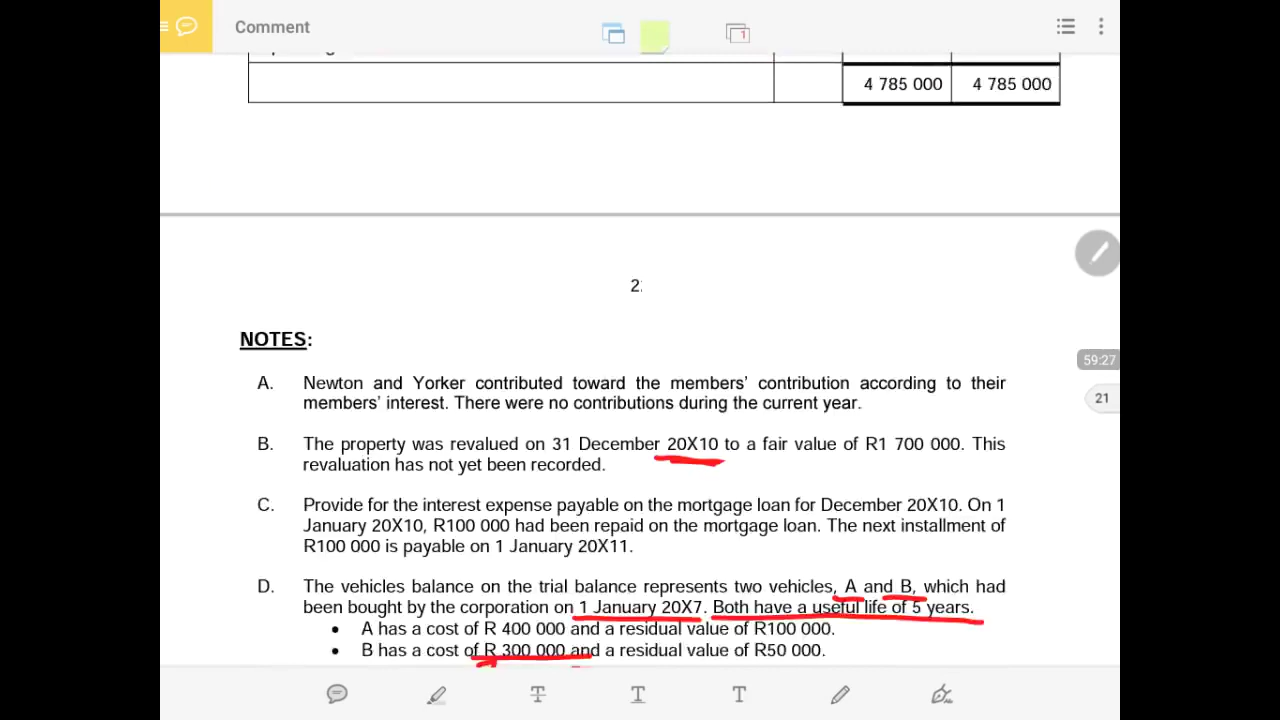 Comment
1
4 785 000 4 785 000
2
NOTES:
59:27
A. Newton and Yorker contributed toward the members' contribution according to their
members' interest. There were no contributions during the current year.
21
B. The property was revalued on 31 December 20X10 to a fair value of R1 700 000. This
revaluation has not yet been recorded.
C. Provide for the interest expense payable on the mortgage loan for December 20X10. On 1
January 20X10, R100 000 had been repaid on the mortgage loan. The next installment of
R100 000 is payable on 1 January 20X11.
D. The vehicles balance on the trial balance represents two vehicles, A and B, which had
been bought by the corporation on 1 January 20X7. Both have a useful life of 5 years.
• A has a cost of R 400 000 and a residual value of R100 000.
• B has a cost of R 300 000 and a residual value of R50 000.
T T T